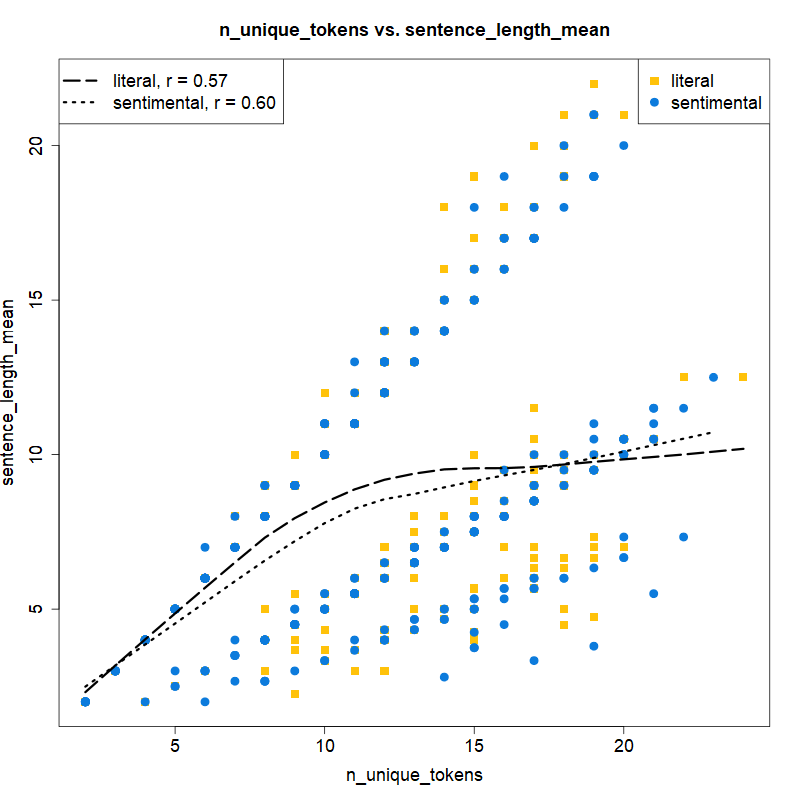 n_unique_tokens vs. sentence_length_mean
literal, r = 0.57
sentimental, r = 0.60
literal
sentimental
20
15
10
5
sentence_length_mean
5 10 15 20
n_unique_tokens